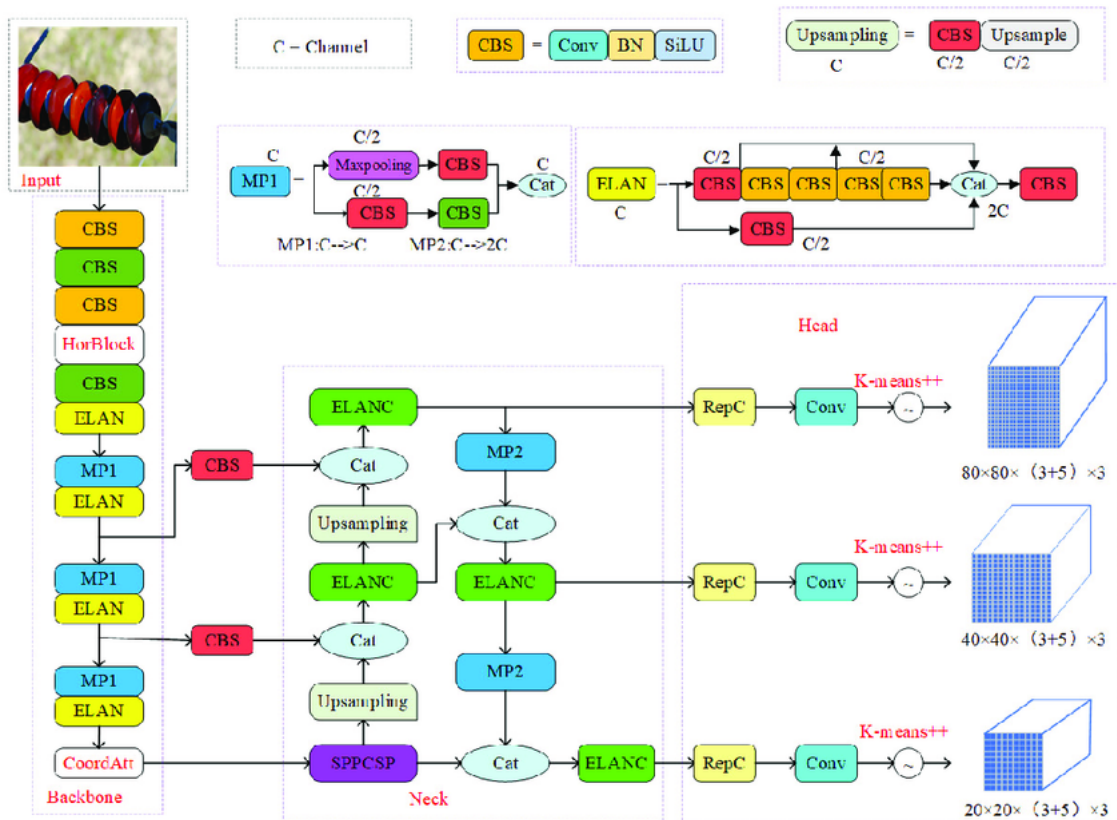 Input
C – Channel
CBS = Conv BN SiLU
Upsampling = CBS Upsample
C C/2 C/2
C C/2 C
MP1 Maxpooling CBS Cat
C/2
CBS CBS
MP1:C-->C MP2:C-->2C
C/2 C/2
ELAN CBS CBS CBS CBS CBS Cat CBS
C 2C
CBS C/2
CBS
CBS
CBS
HorBlock
CBS
ELAN
MP1
ELAN
MP1
ELAN
MP1
ELAN
CoordAtt
Backbone
CBS
CBS
ELANC
Cat
Upsampling
ELANC
Cat
Upsampling
SPPCSP
MP2
Cat
ELANC
MP2
Cat
ELANC
Neck
Head
RepC Conv K-means++ ~
80×80×（3+5）×3
RepC Conv K-means++ ~
40×40×（3+5）×3
RepC Conv K-means++ ~
20×20×（3+5）×3